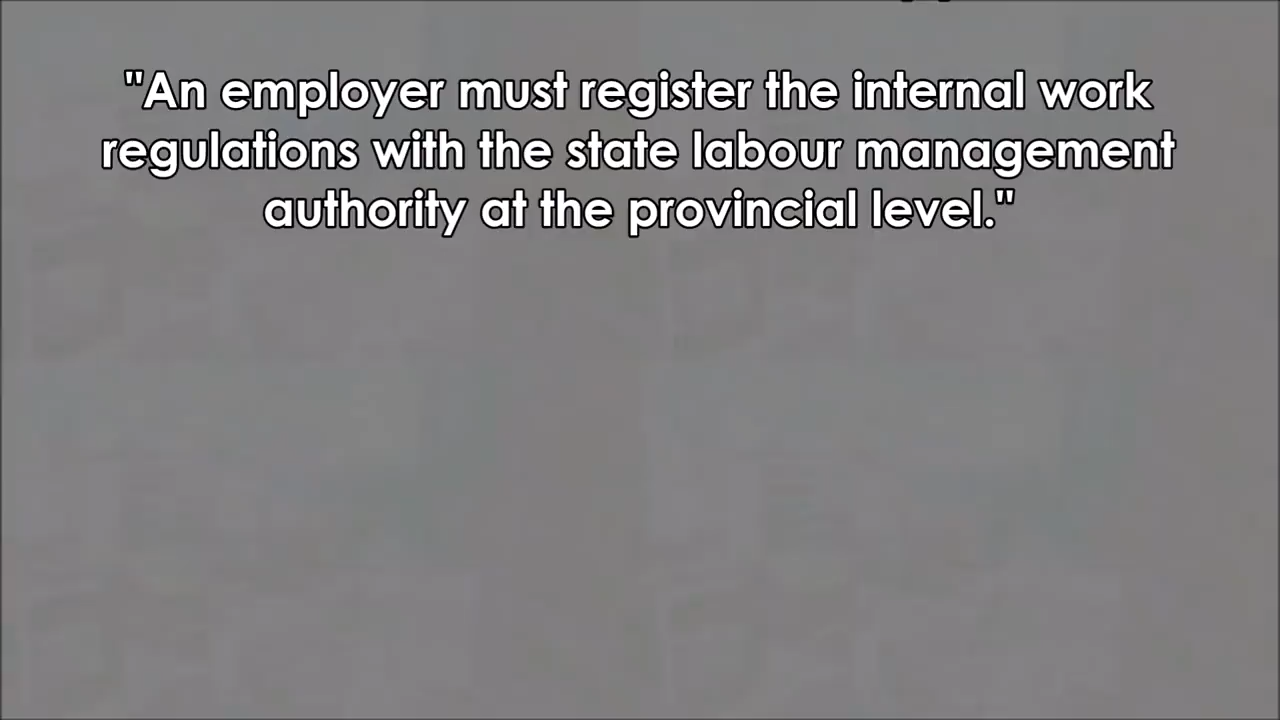 "An employer must register the internal work
regulations with the state labour management
authority at the provincial level."